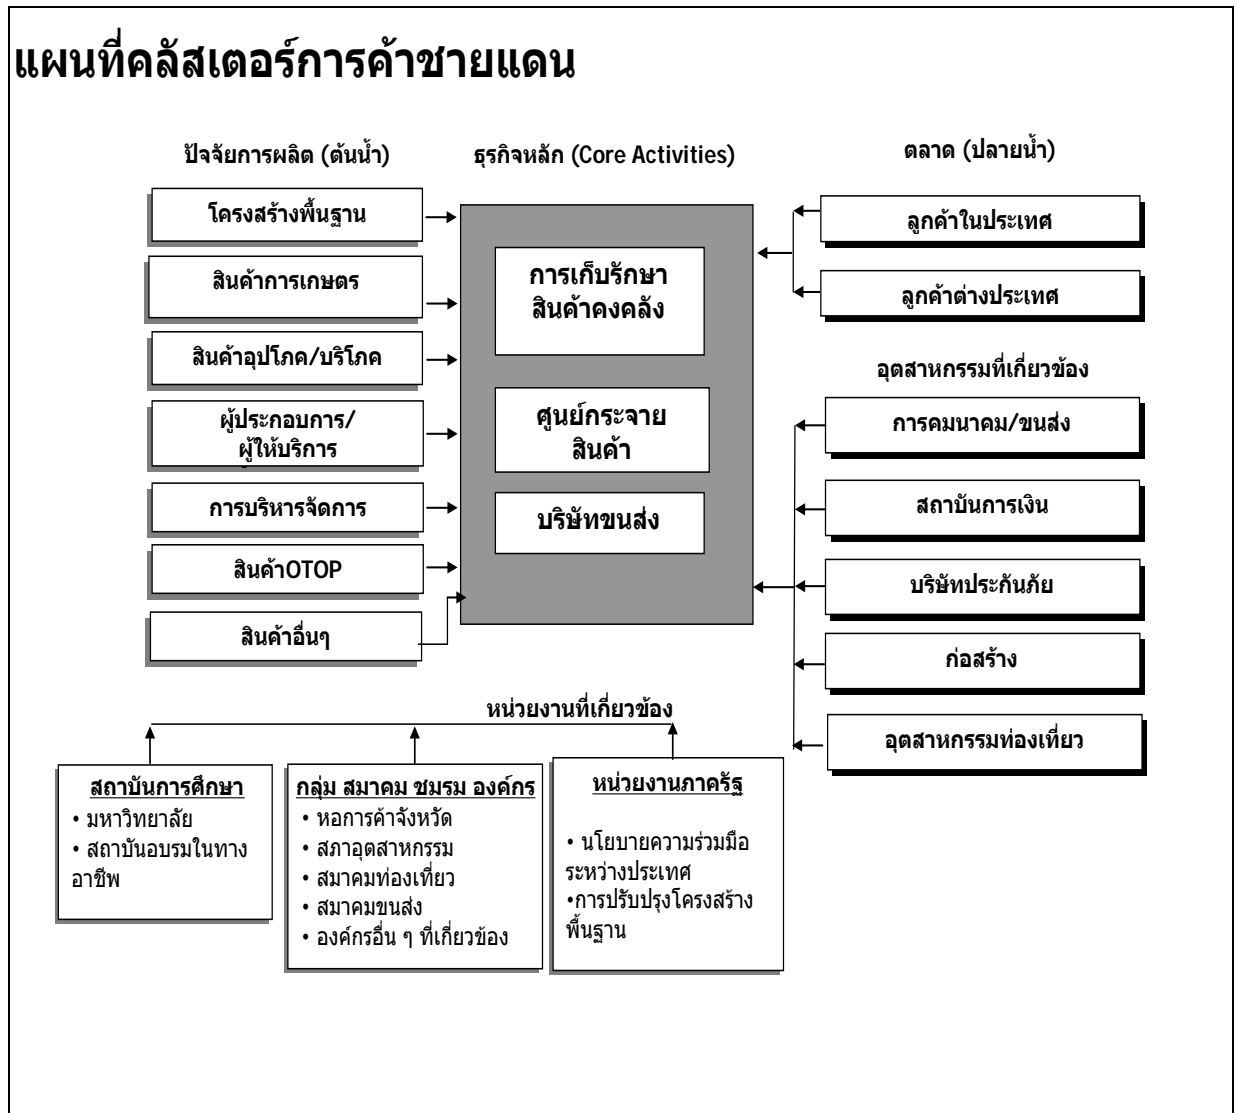 แผนที่คลัสเตอร์การค้าชายแดน
ปัจจัยการผลิต (ต้นน้ำ)
โครงสร้างพื้นฐาน
สินค้าการเกษตร
สินค้าอุปโภค/บริโภค
ผู้ประกอบการ/
ผู้ให้บริการ
การบริหารจัดการ
สินค้าOTOP
สินค้าอื่นๆ
ธุรกิจหลัก (Core Activities)
การเก็บรักษา
สินค้าคงคลัง
ศูนย์กระจาย
สินค้า
บริษัทขนส่ง
ตลาด (ปลายน้ำ)
ลูกค้าในประเทศ
ลูกค้าต่างประเทศ
อุตสาหกรรมที่เกี่ยวข้อง
การคมนาคม/ขนส่ง
สถาบันการเงิน
บริษัทประกันภัย
ก่อสร้าง
อุตสาหกรรมท่องเที่ยว
หน่วยงานที่เกี่ยวข้อง
สถาบันการศึกษา
• มหาวิทยาลัย
• สถาบันอบรมในทาง
อาชีพ
กลุ่ม สมาคม ชมรม องค์กร
• หอการค้าจังหวัด
• สภาอุตสาหกรรม
• สมาคมท่องเที่ยว
• สมาคมขนส่ง
• องค์กรอื่น ๆ ที่เกี่ยวข้อง
หน่วยงานภาครัฐ
• นโยบายความร่วมมือ
ระหว่างประเทศ
•การปรับปรุงโครงสร้าง
พื้นฐาน